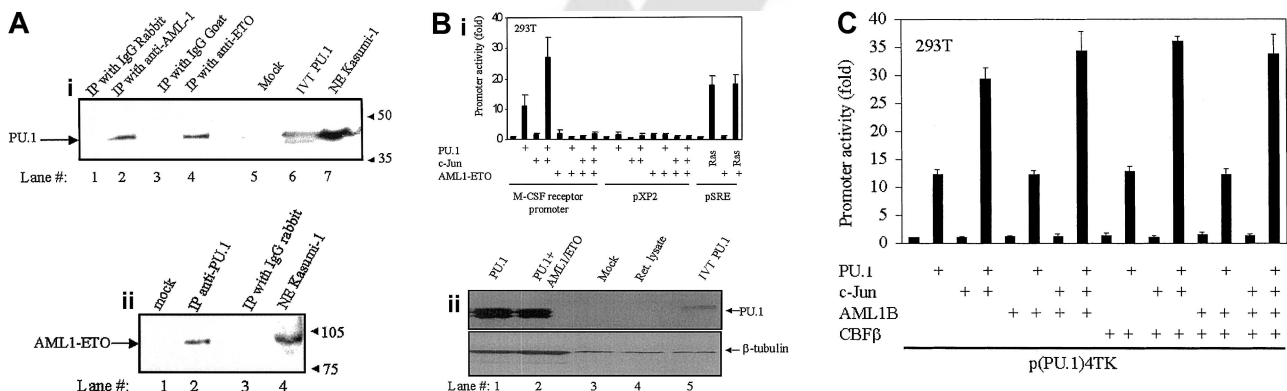 A
i
IP with IgG Rabbit
IP with anti-AML-1
IP with IgG Goat
IP with anti-ETO
Mock
IVT PU.1
NE Kasumi-1
PU.1
50
35
Lane #: 1 2 3 4 5 6 7
ii
mock
IP anti-PU.1
IP with IgG rabbit
NE Kasumi-1
AML1-ETO
105
75
Lane #: 1 2 3 4
B
i
Promoter activity (fold)
293T
40
30
20
10
0
PU.1 + + + + + + + +
c-Jun + + + + + + + +
AML1-ETO + + + + + + + + +
Ras Ras
M-CSF receptor promoter
pXP2
pSRE
ii
PU.1
PU.1+ AML1/ETO
Mock
Ret. lysate
IVT PU.1
PU.1
β-tubulin
Lane #: 1 2 3 4 5
C
Promoter activity (fold)
293T
40
35
30
25
20
15
10
5
0
PU.1 + + + + + + + +
c-Jun + + + + + + + +
AML1B + + + + + + + +
CBFβ + + + + + + + +
p(PU.1)4TK